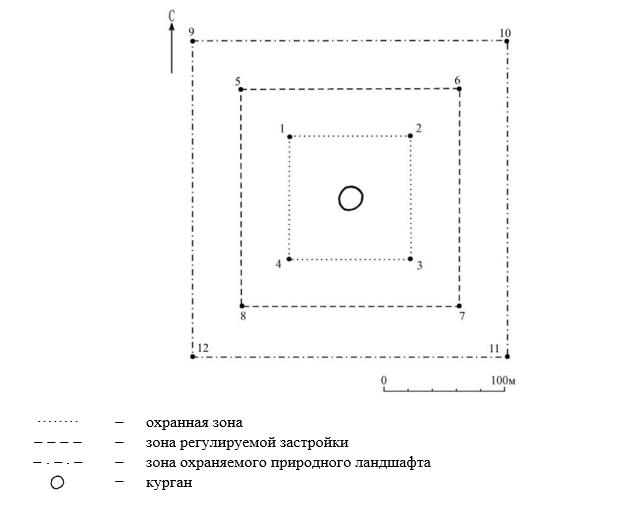 С
9
10
5
6
1
2
4
3
8
7
12
11
0
100м
– охранная зона
– зона регулируемой застройки
– зона охраняемого природного ландшафта
– курган